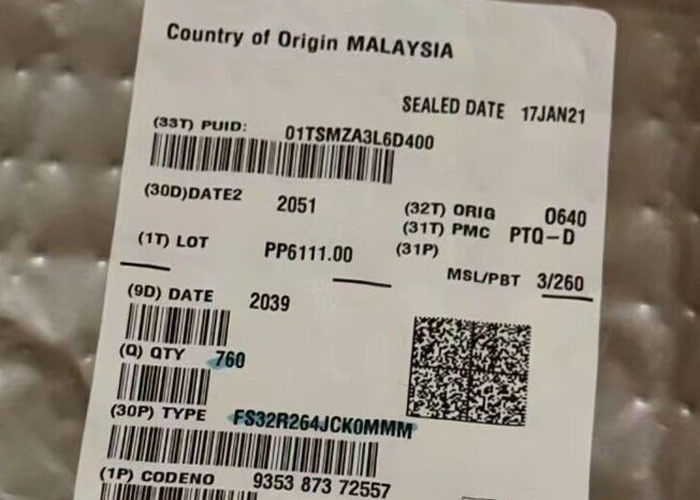 Country of Origin MALAYSIA
SEALED DATE 17JAN21
(33T) PUID: 01TSMZA3L6D400
(30D)DATE2 2051
(32T) ORIG 0640
(31T) PMC PTQ-D
(1T) LOT PP6111.00
(31P)
MSL/PBT 3/260
(9D) DATE 2039
(Q) QTY 760
(30P) TYPE FS32R264JCK0MMM
(1P) CODENO 9353 873 72557